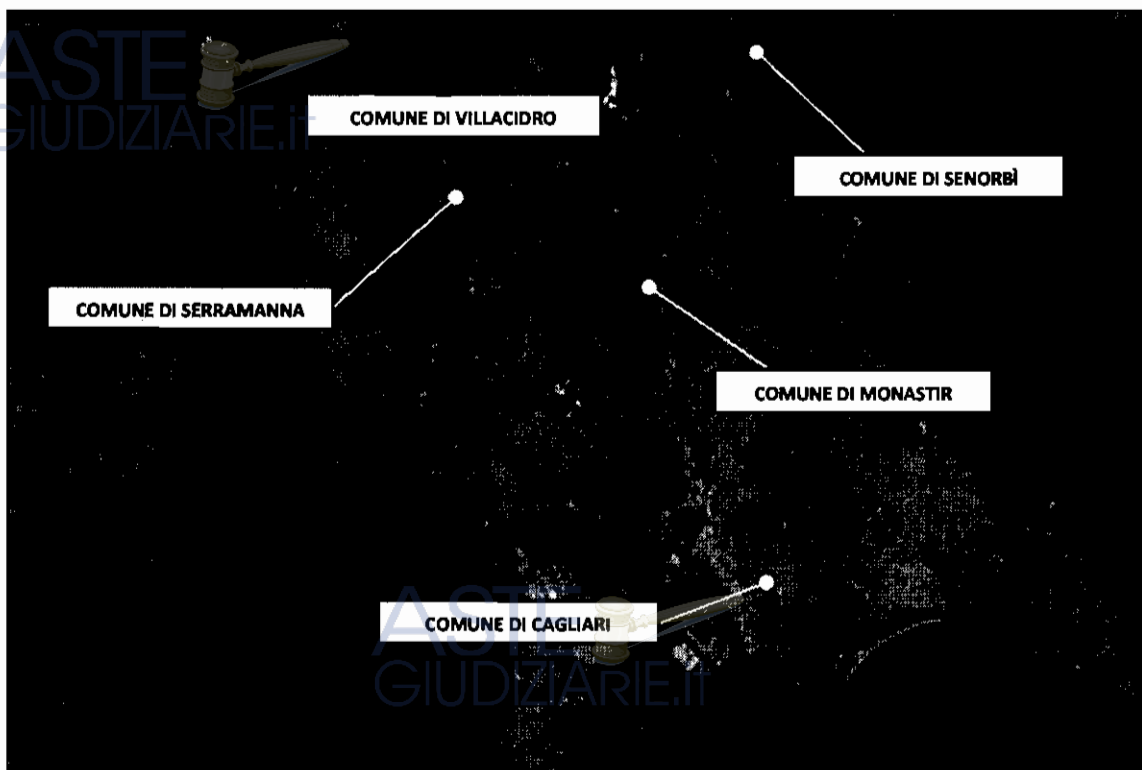 ASTE
GIUDIZIARIE.it
COMUNE DI VILLACIDRO
COMUNE DI SENORBÌ
COMUNE DI SERRAMANNA
COMUNE DI MONASTIR
COMUNE DI CAGLIARI
ASTE
GIUDIZIARIE.it